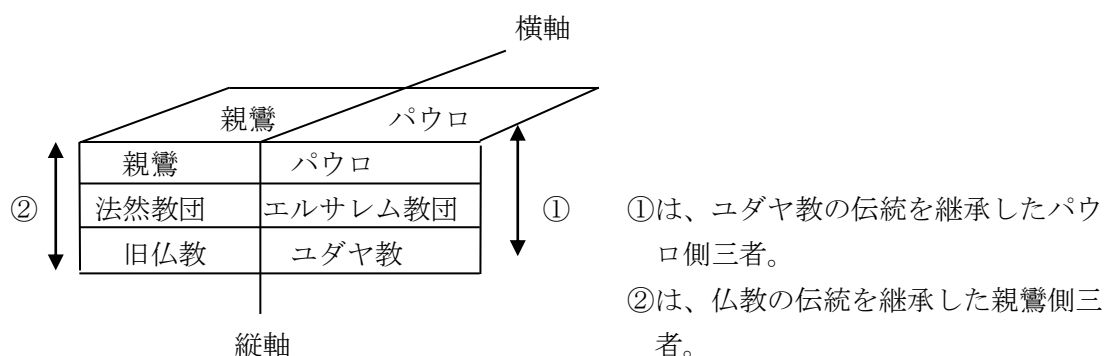 横軸
親鸞 パウロ
親鸞 パウロ
② 法然教団 エルサレム教団 ①
旧仏教 ユダヤ教
縦軸
①は、ユダヤ教の伝統を継承したパウ
ロ側三者。
②は、仏教の伝統を継承した親鸞側三
者。